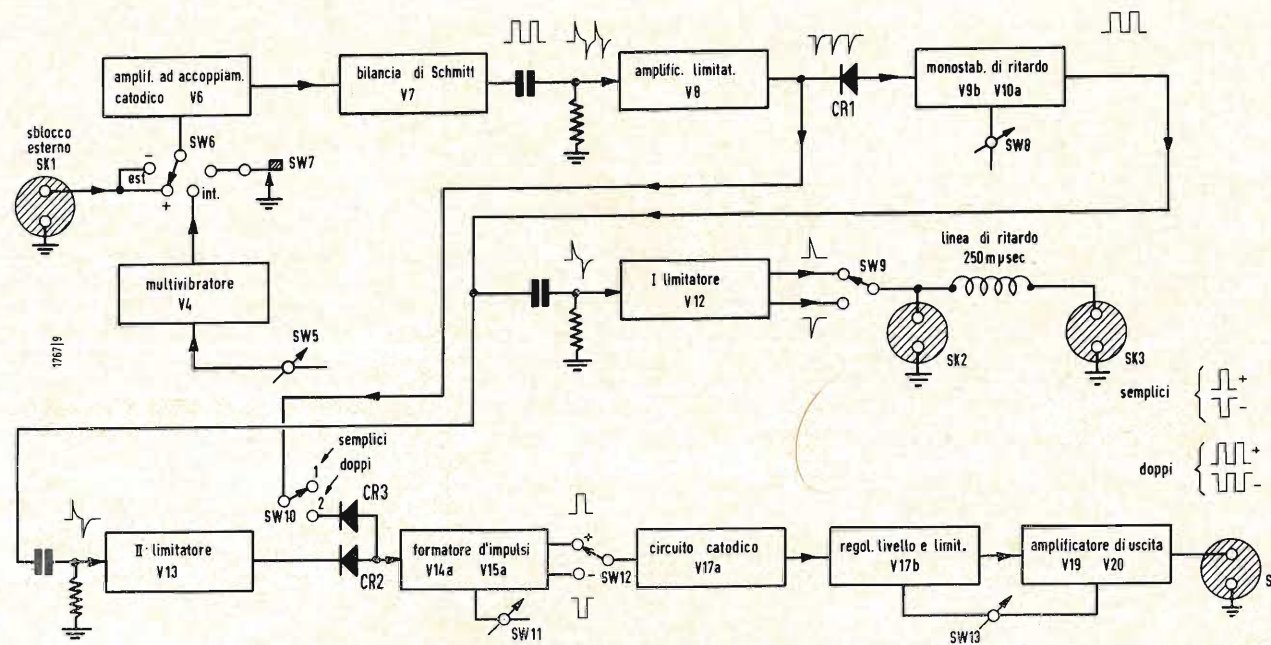 amplif. ad accoppiam.
catodico V6
bilancia di Schmitt
V7
amplific. limitat.
V8
CR1
monostab. di ritardo
V9b V10a
SW8
sblocco
esterno
SK1
-
est
+
SW6
int.
SW7
multivibratore
V4
SW5
1767|9
I limitatore
V12
SW9
linea di ritardo
250 mµsec
SK2
SK3
semplici
+
-
doppi
+
-
semplici
doppi
1
2
SW10
CR3
CR2
II limitatore
V13
formatore d'impulsi
V14a V15a
SW11
+
-
SW12
circuito catodico
V17a
regol. livello e limit.
V17b
SW13
amplificatore di uscita
V19 V20